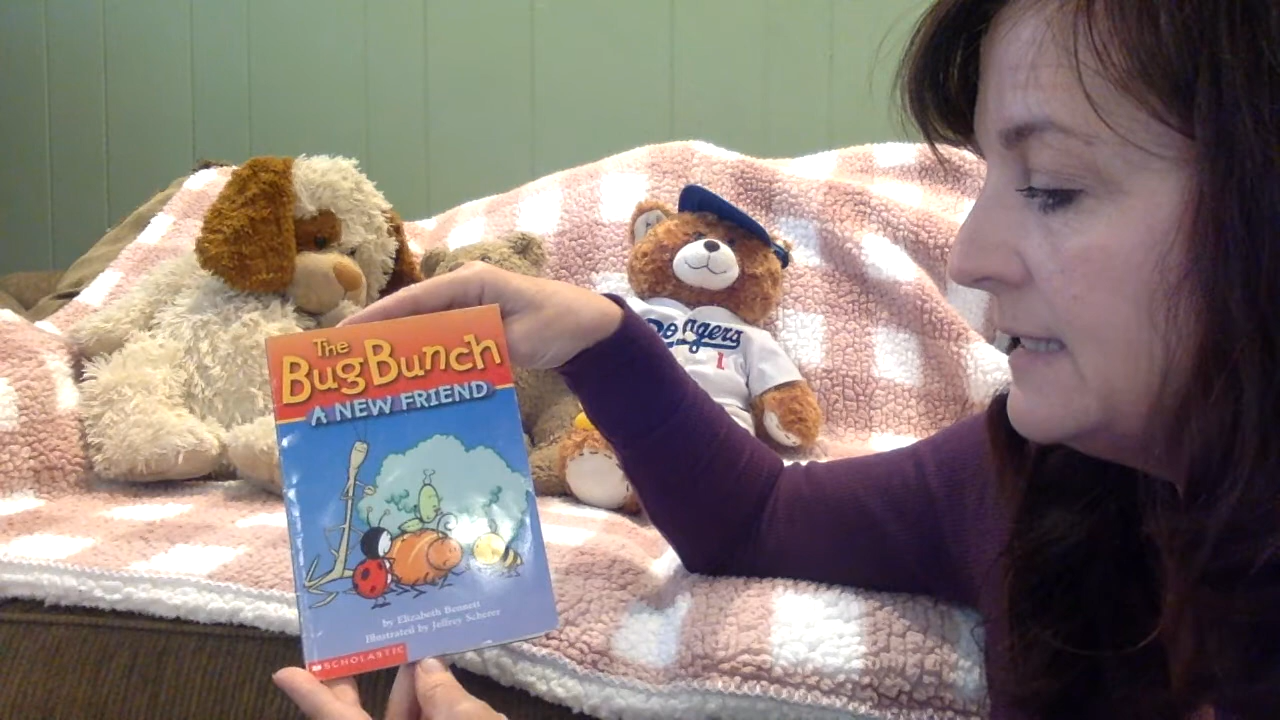 The
BugBunch
A NEW FRIEND
by Elizabeth Bennett
Illustrated by Jeffrey Scherer
SCHOLASTIC
Dodgers
1